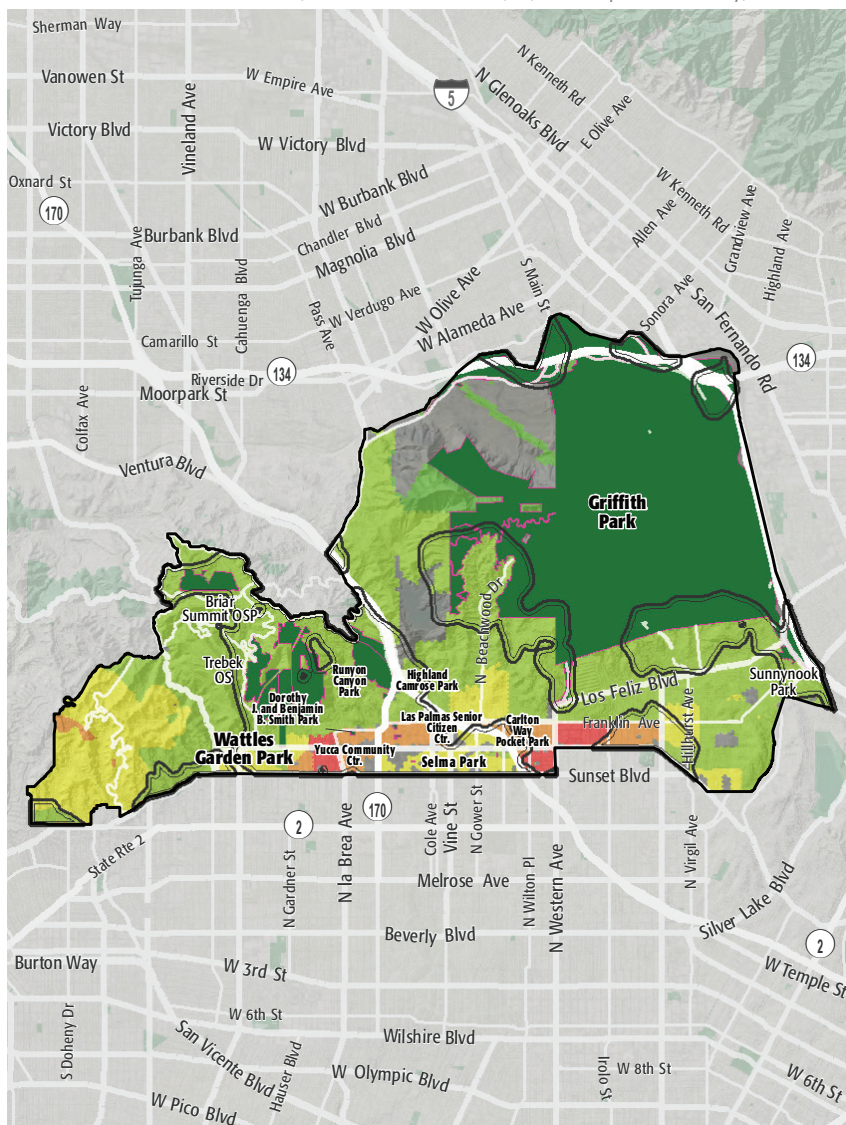 Sherman Way
Vanowen St
W Empire Ave
N Kenneth Rd
5
N Glenoaks Blvd
E Olive Ave
Victory Blvd
Vineland Ave
W Victory Blvd
Oxnard St
170
W Burbank Blvd
W Kenneth Rd
Allen Ave
Grandview Ave
Highland Ave
Burbank Blvd
Chandler Blvd
Magnolia Blvd
Tujunga Ave
Cahuenga Blvd
Pass Ave
W Verdugo Ave
W Olive Ave
S Main St
W Alameda Ave
Sonora Ave
San Fernando Rd
Camarillo St
Riverside Dr
134
134
Moorpark St
Colfax Ave
Ventura Blvd
Griffith
Park
Briar
Summit OSP
N Beachwood Dr
Trebek
OS
Runyon
Canyon
Park
Highland
Camrose Park
Los Feliz Blvd
Sunnynook
Park
Dorothy
J. and Benjamin
B. Smith Park
Las Palmas Senior
Citizen
Ctr.
Carlton
Way
Pocket Park
Franklin Ave
Hillhurst Ave
Wattles
Garden Park
Yucca Community
Ctr.
Selma Park
Sunset Blvd
State Rte 2
2
170
N Gardner St
N la Brea Ave
Cole Ave
Vine St
N Gower St
Melrose Ave
N Wilton Pl
N Western Ave
N Virgil Ave
Silver Lake Blvd
Beverly Blvd
2
Burton Way
W 3rd St
W Temple St
S Doheny Dr
W 6th St
San Vicente Blvd
Hauser Blvd
Wilshire Blvd
W Olympic Blvd
Irolo St
W 8th St
W 6th St
W Pico Blvd